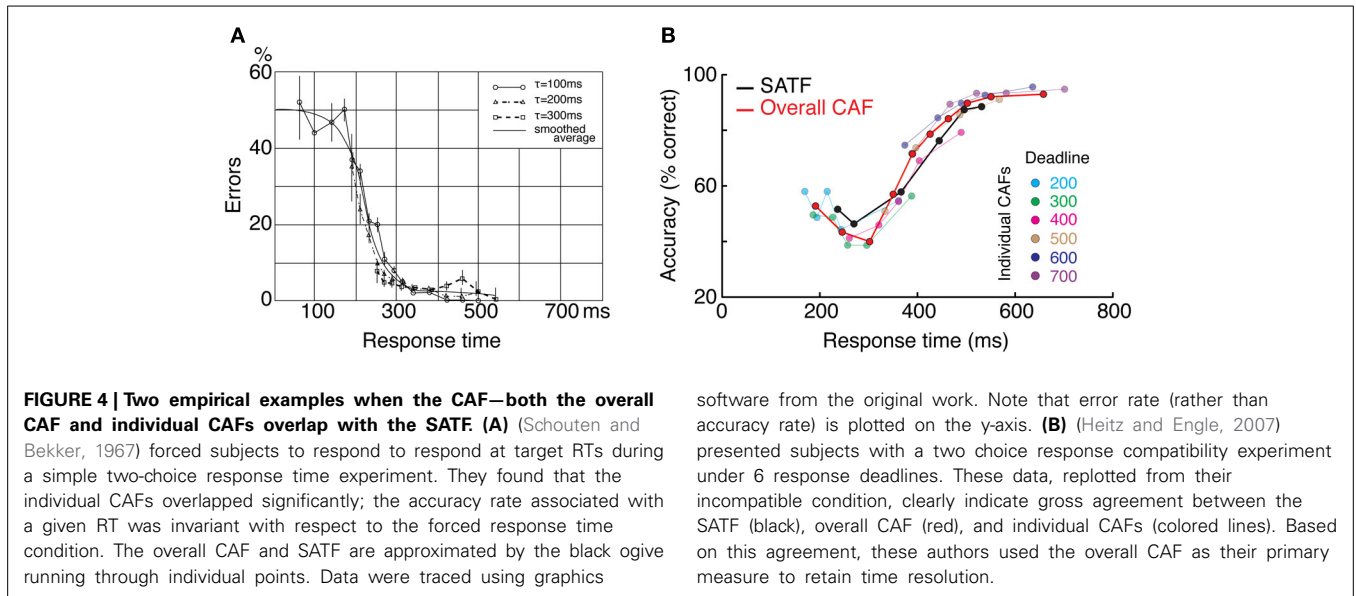 A
%
60
40
20
0
Errors
100
300
500
700 ms
Response time
τ=100ms
τ=200ms
τ=300ms
smoothed
average
B
100
60
20
Accuracy (% correct)
200
400
600
800
Response time (ms)
SATF
Overall CAF
Deadline
Individual CAFs
200
300
400
500
600
700
FIGURE 4 | Two empirical examples when the CAF—both the overall
CAF and individual CAFs overlap with the SATF. (A) (Schouten and
Bekker, 1967) forced subjects to respond to respond at target RTs during
a simple two-choice response time experiment. They found that the
individual CAFs overlapped significantly; the accuracy rate associated with
a given RT was invariant with respect to the forced response time
condition. The overall CAF and SATF are approximated by the black ogive
running through individual points. Data were traced using graphics
software from the original work. Note that error rate (rather than
accuracy rate) is plotted on the y-axis. (B) (Heitz and Engle, 2007)
presented subjects with a two choice response compatibility experiment
under 6 response deadlines. These data, replotted from their
incompatible condition, clearly indicate gross agreement between the
SATF (black), overall CAF (red), and individual CAFs (colored lines). Based
on this agreement, these authors used the overall CAF as their primary
measure to retain time resolution.